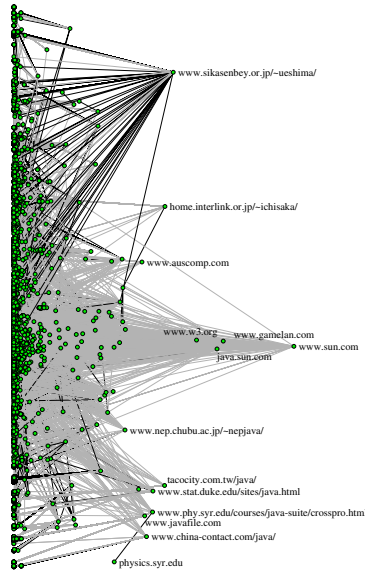 www.sikasenbey.or.jp/~ueshima/
home.interlink.or.jp/~ichisaka/
www.auscomp.com
www.w3.org
www.gamelan.com
www.sun.com
java.sun.com
www.nep.chubu.ac.jp/~nepjava/
tacocity.com.tw/java/
www.stat.duke.edu/sites/java.html
www.phy.syr.edu/courses/java-suite/crosspro.htm
www.javafile.com
www.china-contact.com/java/
physics.syr.edu